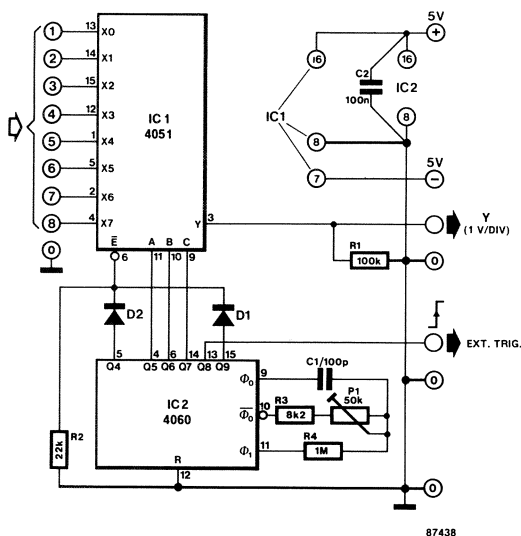 1 13 X0
2 14 X1
3 15 X2
4 12 X3
5 1 X4
6 5 X5
7 2 X6
8 4 X7
0
IC1
4051
Y 3
E A B C
6 11 10 9
5V
+
16
16
C2
100n
IC2
IC1
8
8
7
5V
−
Y
(1 V/DIV)
R1
100k
0
D2
D1
EXT. TRIG.
0
5 4 6 14 13 15
Q4 Q5 Q6 Q7 Q8 Q9
IC2
4060
Φ0 9
C1/100p
Φ0 10
R3
8k2
P1
50k
Φ1 11
R4
1M
R
12
R2
22k
0
87438